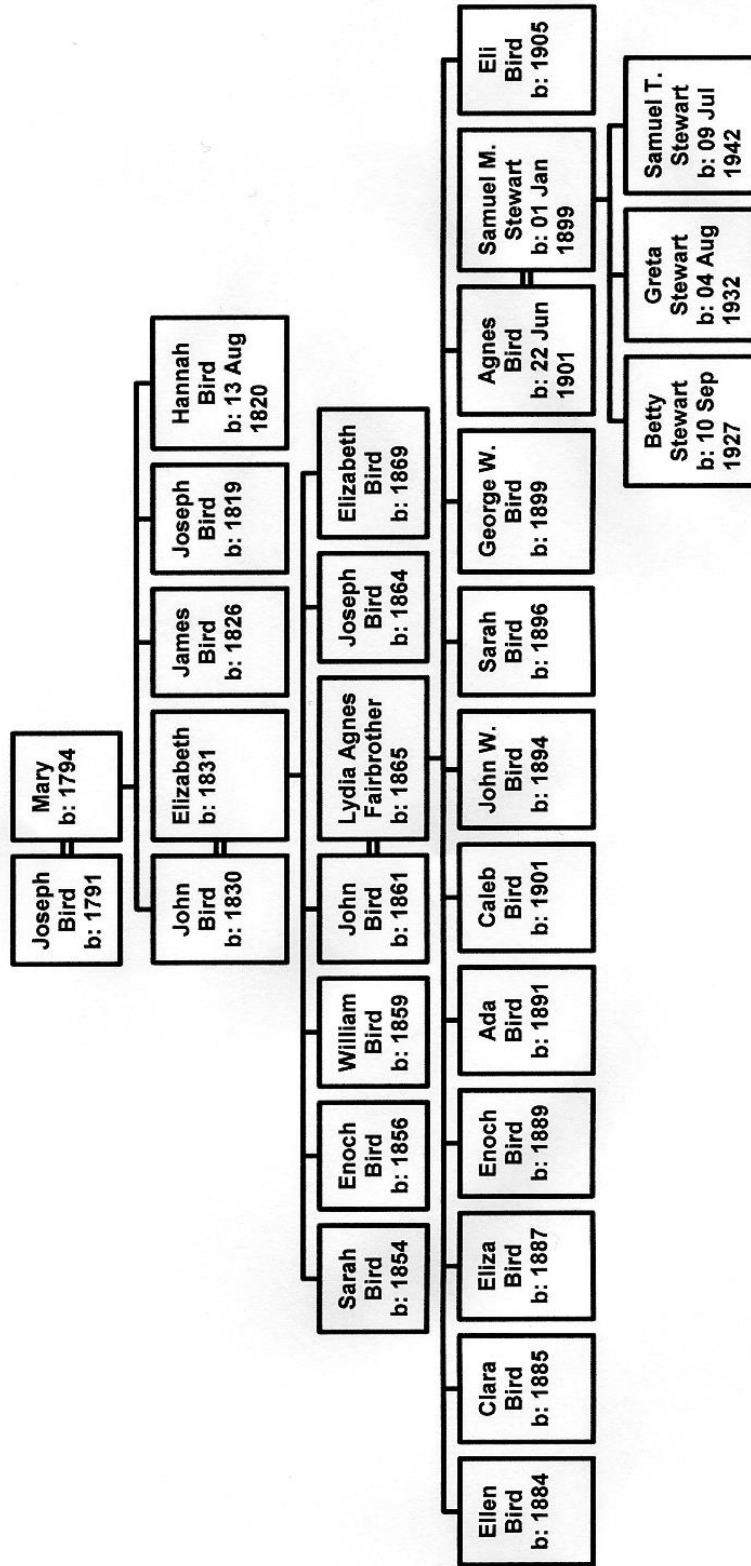 Joseph
Bird
b: 1791
Mary
b: 1794
John
Bird
b: 1830
Elizabeth
b: 1831
James
Bird
b: 1826
Joseph
Bird
b: 1819
Hannah
Bird
b: 13 Aug
1820
Sarah
Bird
b: 1854
Enoch
Bird
b: 1856
William
Bird
b: 1859
John
Bird
b: 1861
Lydia Agnes
Fairbrother
b: 1865
Joseph
Bird
b: 1864
Elizabeth
Bird
b: 1869
Ellen
Bird
b: 1884
Clara
Bird
b: 1885
Eliza
Bird
b: 1887
Enoch
Bird
b: 1889
Ada
Bird
b: 1891
Caleb
Bird
b: 1901
John W.
Bird
b: 1894
Sarah
Bird
b: 1896
George W.
Bird
b: 1899
Agnes
Bird
b: 22 Jun
1901
Samuel M.
Stewart
b: 01 Jan
1899
Eli
Bird
b: 1905
Betty
Stewart
b: 10 Sep
1927
Greta
Stewart
b: 04 Aug
1932
Samuel T.
Stewart
b: 09 Jul
1942